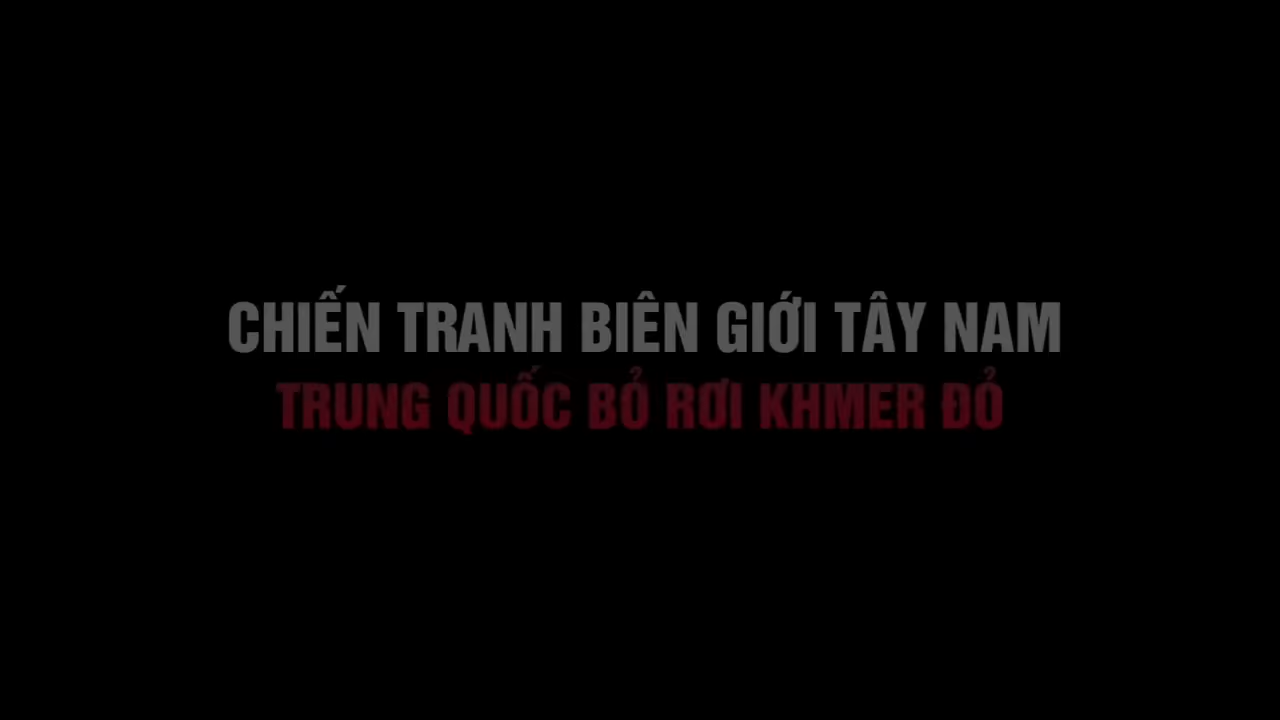 CHIẾN TRANH BIÊN GIỚI TÂY NAM
TRUNG QUỐC BỎ RƠI KHMER ĐỎ